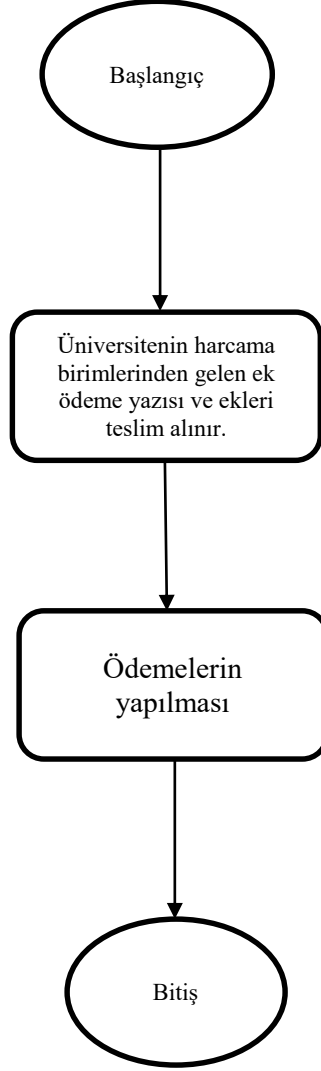 Başlangıç
Üniversitenin harcama
birimlerinden gelen ek
ödeme yazısı ve ekleri
teslim alınır.
Ödemelerin
yapılması
Bitiş